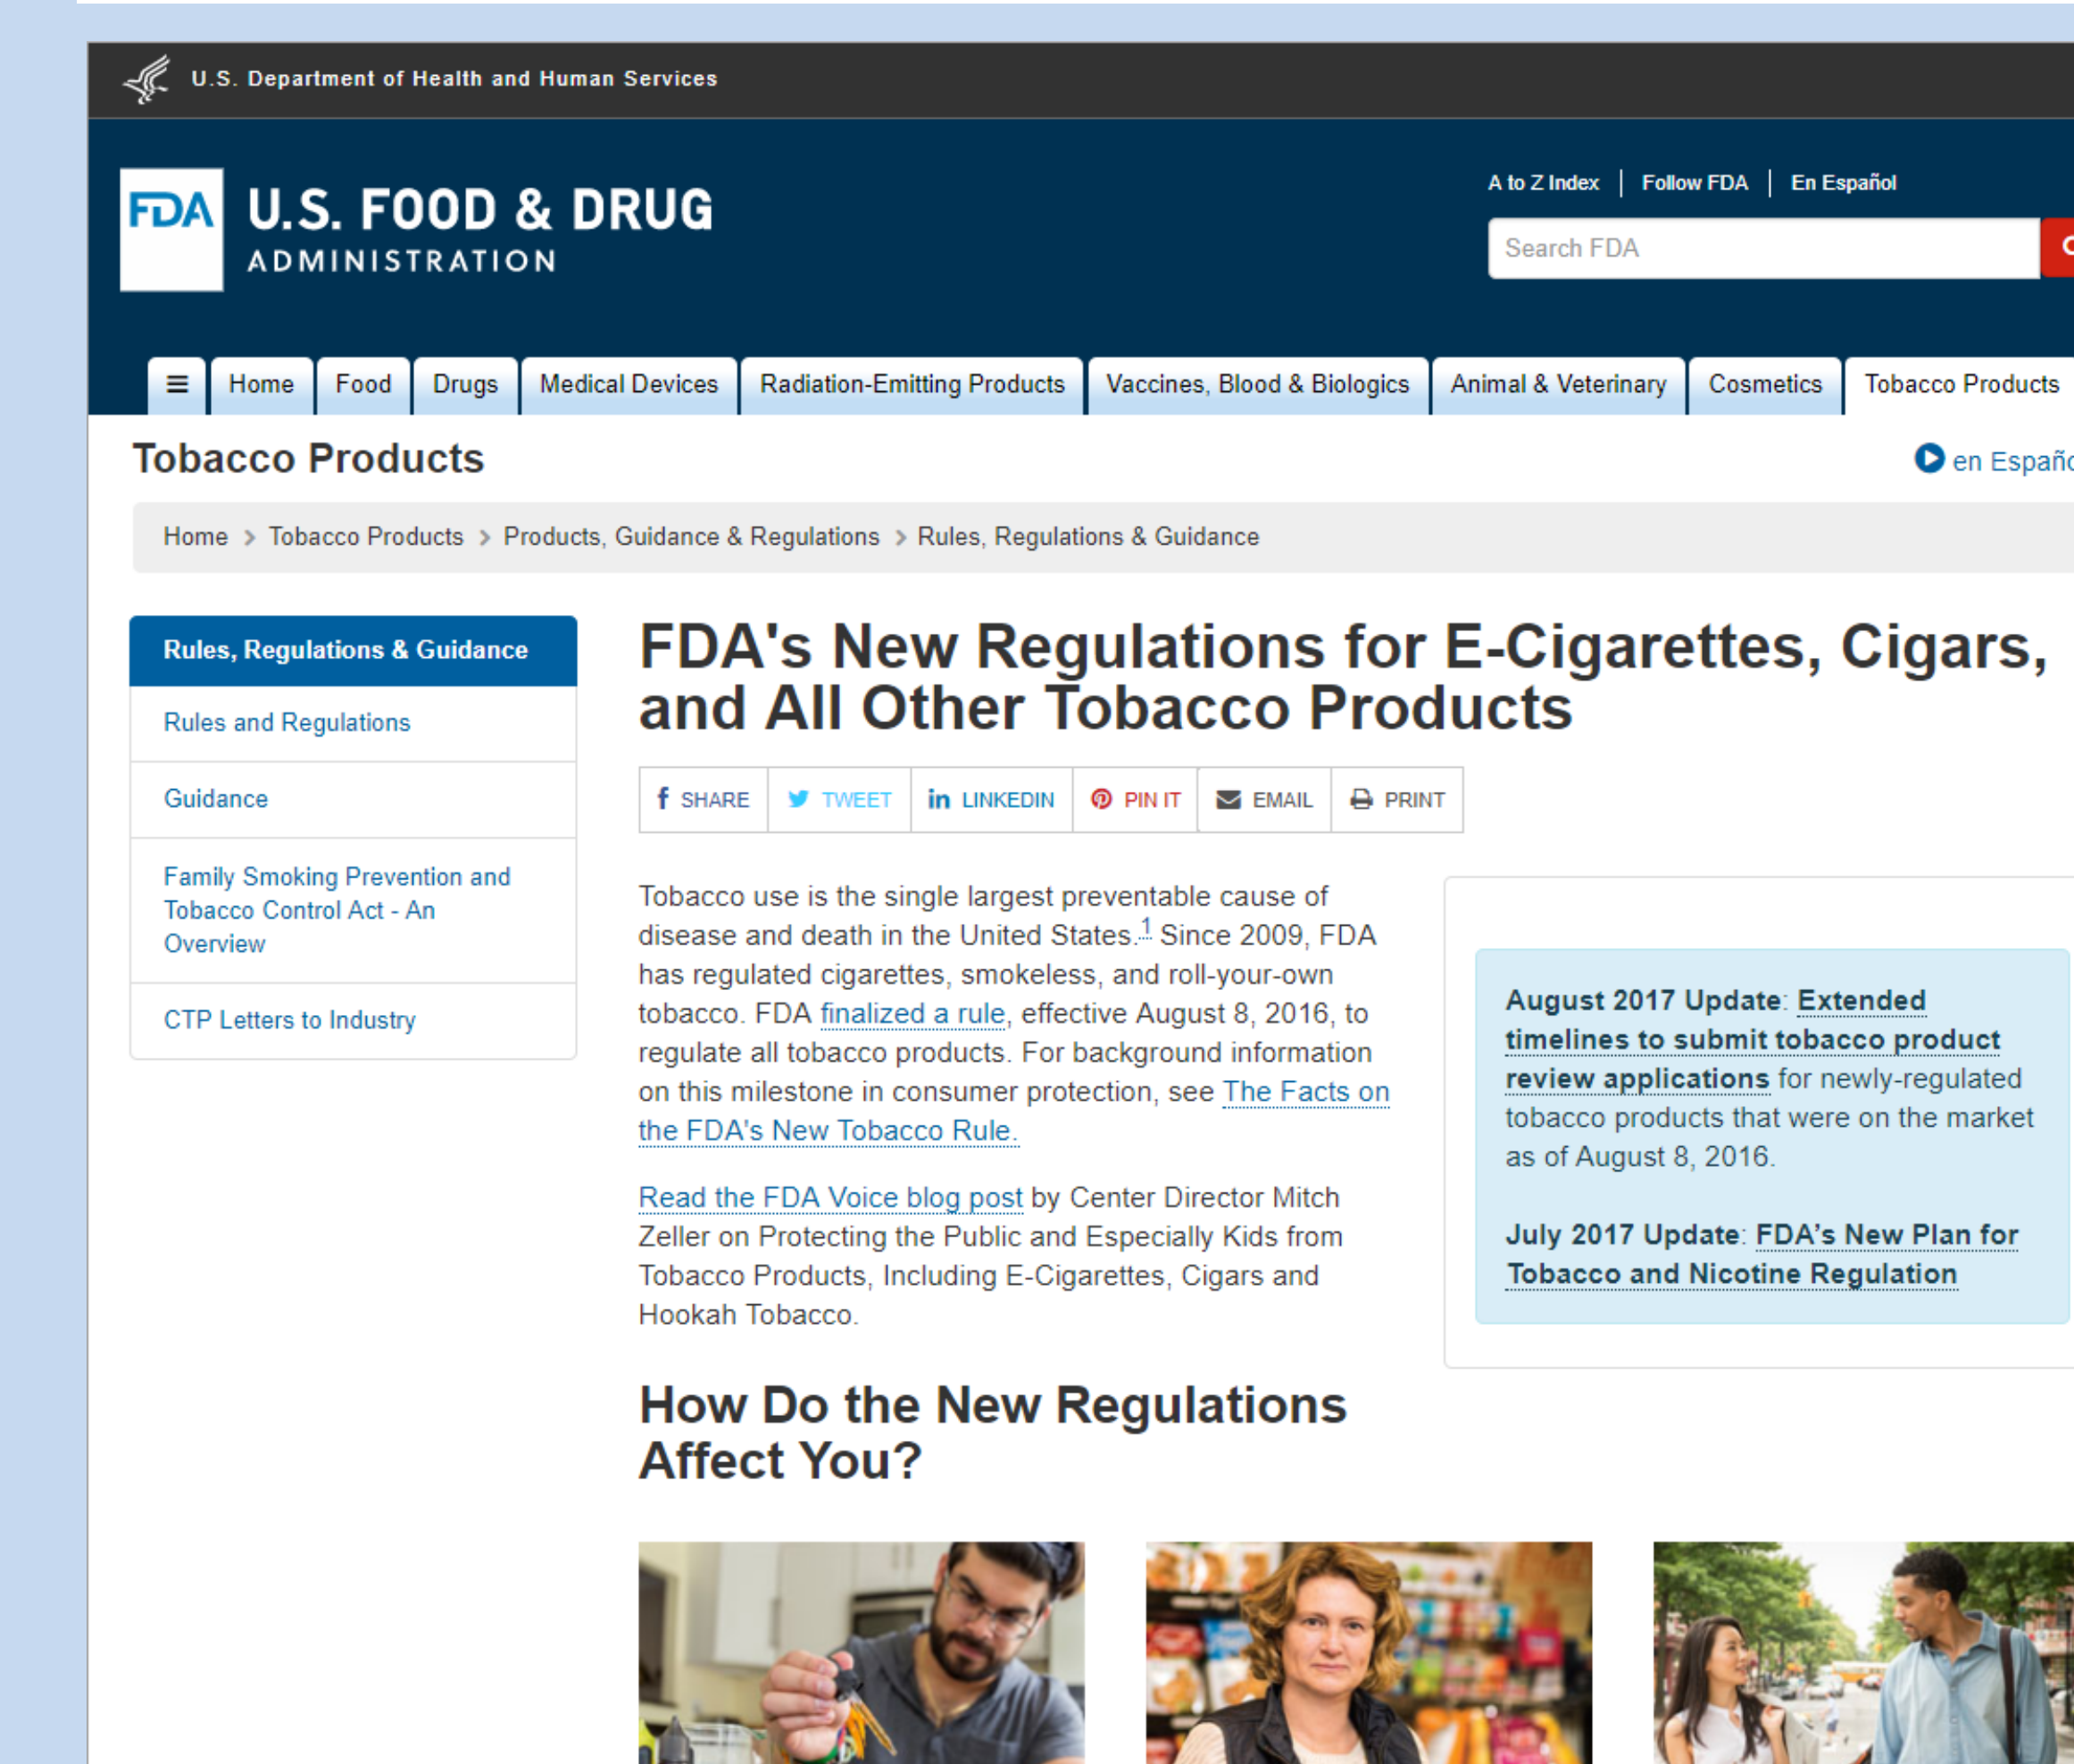 U.S. Department of Health and Human Services
FDA
U.S. FOOD & DRUG
ADMINISTRATION
A to Z Index
Follow FDA
En Español
Search FDA
Home
Food
Drugs
Medical Devices
Radiation-Emitting Products
Vaccines, Blood & Biologics
Animal & Veterinary
Cosmetics
Tobacco Products
Tobacco Products
en Españo
Home > Tobacco Products > Products, Guidance & Regulations > Rules, Regulations & Guidance
Rules, Regulations & Guidance
Rules and Regulations
Guidance
Family Smoking Prevention and
Tobacco Control Act - An
Overview
CTP Letters to Industry
FDA's New Regulations for E-Cigarettes, Cigars,
and All Other Tobacco Products
SHARE
TWEET
LINKEDIN
PIN IT
EMAIL
PRINT
Tobacco use is the single largest preventable cause of
disease and death in the United States.1 Since 2009, FDA
has regulated cigarettes, smokeless, and roll-your-own
tobacco. FDA finalized a rule, effective August 8, 2016, to
regulate all tobacco products. For background information
on this milestone in consumer protection, see The Facts on
the FDA's New Tobacco Rule.
Read the FDA Voice blog post by Center Director Mitch
Zeller on Protecting the Public and Especially Kids from
Tobacco Products, Including E-Cigarettes, Cigars and
Hookah Tobacco.
August 2017 Update: Extended
timelines to submit tobacco product
review applications for newly-regulated
tobacco products that were on the market
as of August 8, 2016.
July 2017 Update: FDA’s New Plan for
Tobacco and Nicotine Regulation
How Do the New Regulations
Affect You?